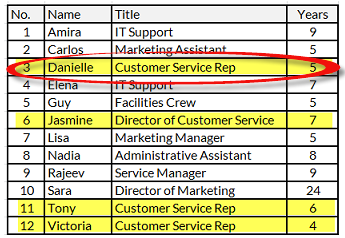 No. Name Title Years
1 Amira IT Support 9
2 Carlos Marketing Assistant 5
3 Danielle Customer Service Rep 5
4 Elena IT Support 7
5 Guy Facilities Crew 5
6 Jasmine Director of Customer Service 7
7 Lisa Marketing Manager 5
8 Nadia Administrative Assistant 8
9 Rajeev Service Manager 9
10 Sara Director of Marketing 24
11 Tony Customer Service Rep 6
12 Victoria Customer Service Rep 4